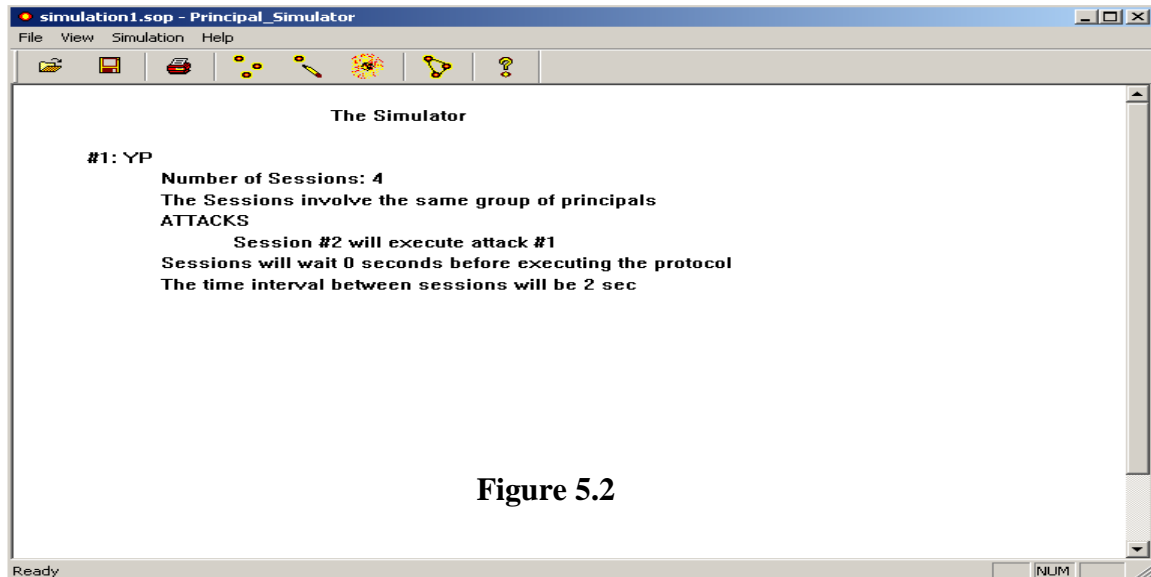 simulation1.sop - Principal_Simulator
File View Simulation Help
The Simulator
#1: YP
Number of Sessions: 4
The Sessions involve the same group of principals
ATTACKS
Session #2 will execute attack #1
Sessions will wait 0 seconds before executing the protocol
The time interval between sessions will be 2 sec
Figure 5.2
Ready NUM